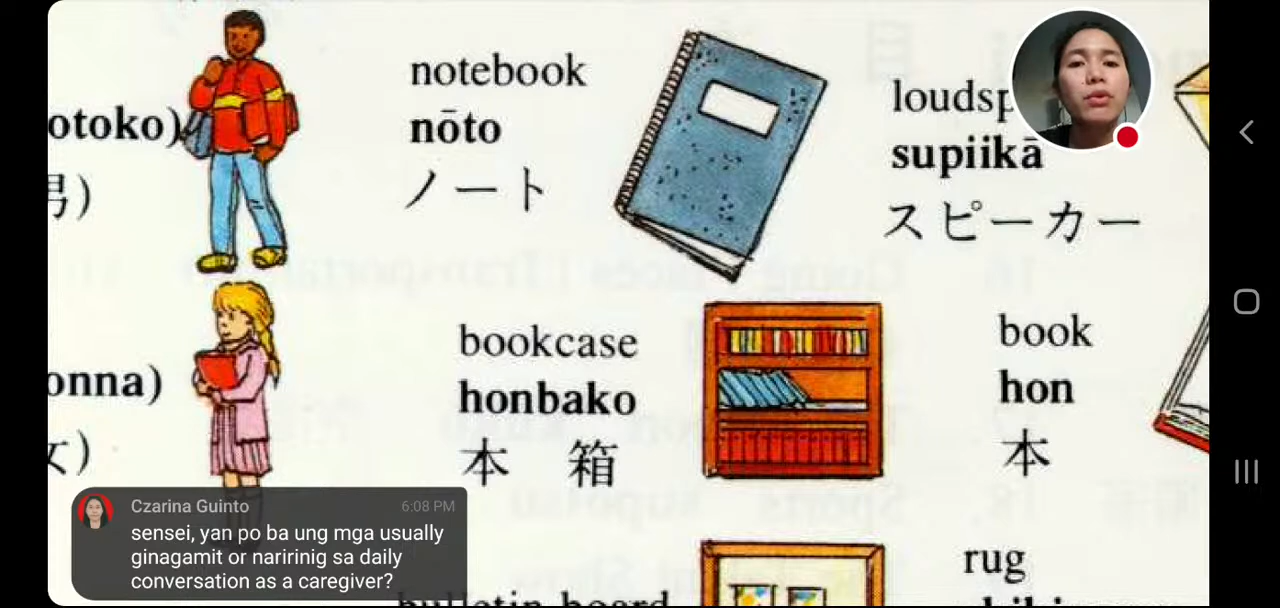 otoko)
男)
notebook
nōto
ノート
supiikā
スピーカー
onna)
女)
bookcase
honbako
本 箱
book
hon
本
rug
bulletin board
Czarina Guinto
6:08 PM
sensei, yan po ba ung mga usually
ginagamit or naririnig sa daily
conversation as a caregiver?